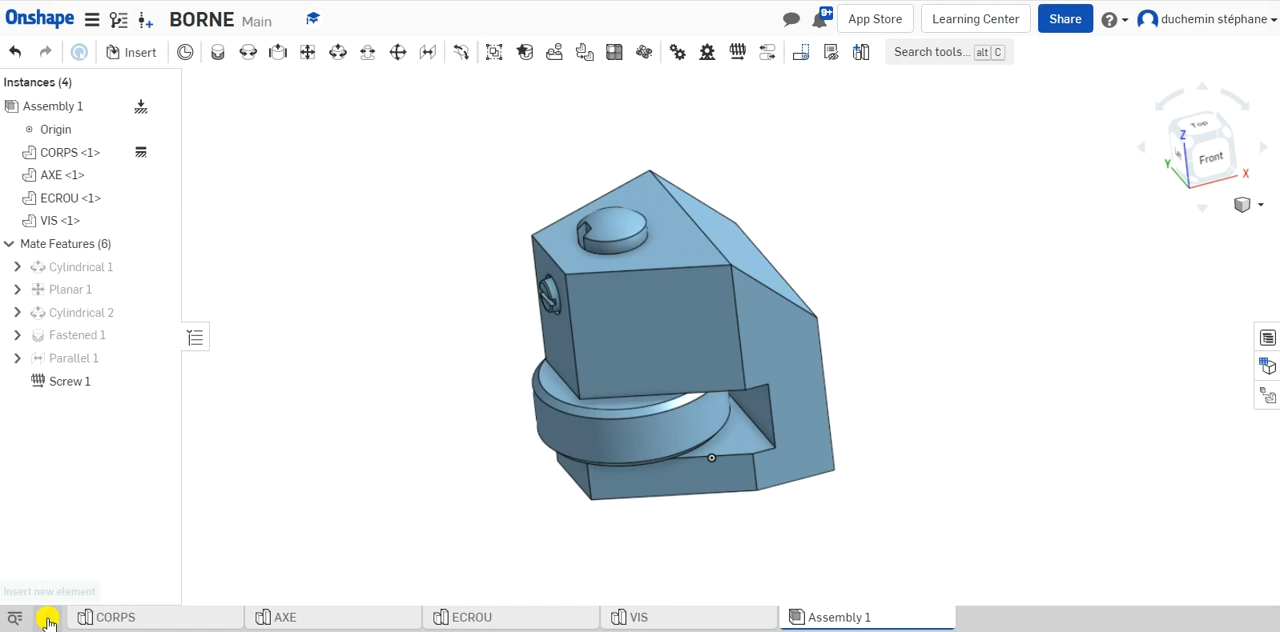 Onshape BORNE Main 9+ App Store Learning Center Share duchemin stéphane
Insert Search tools... alt C
Instances (4)
Assembly 1
Origin
CORPS <1>
AXE <1>
ECROU <1>
VIS <1>
Mate Features (6)
Cylindrical 1
Planar 1
Cylindrical 2
Fastened 1
Parallel 1
Screw 1
Top
Z
Front
Y
X
Insert new element
CORPS AXE ECROU VIS Assembly 1